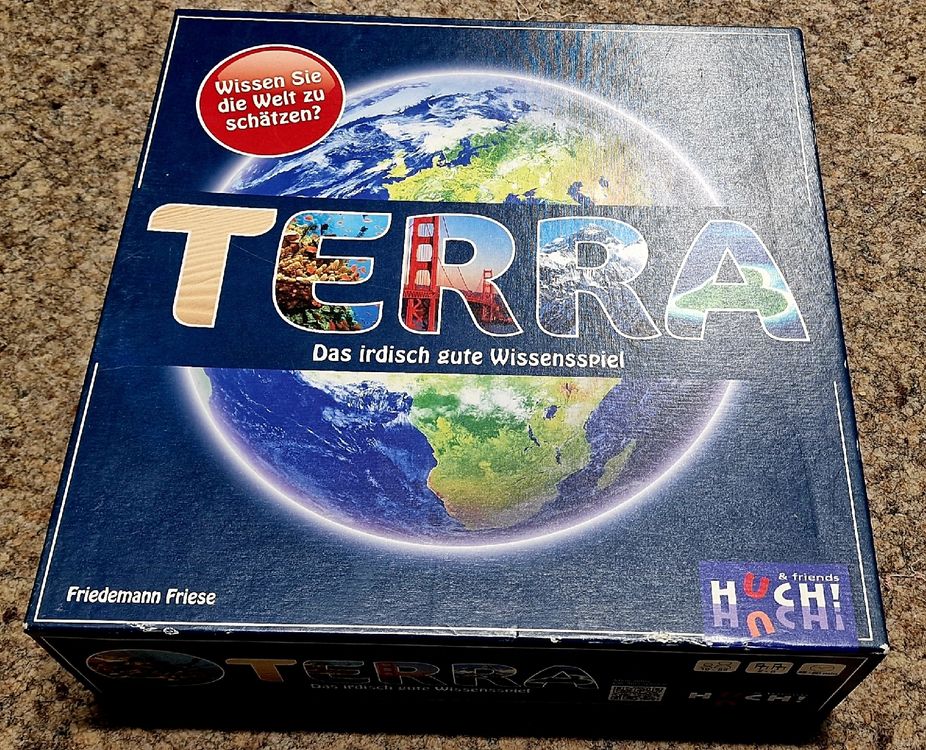 Wissen Sie
die Welt zu
schätzen?
TERRA
Das irdisch gute Wissensspiel
Friedemann Friese
& friends
HUCH!
TERRA
Das irdisch gute Wissensspiel
HUCH!